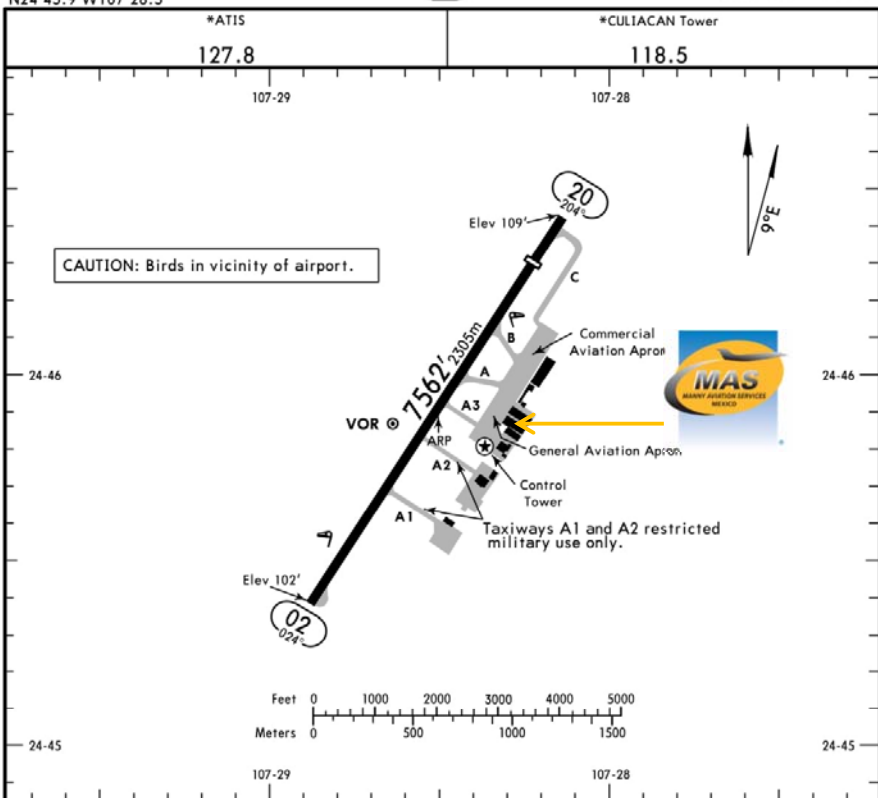 *ATIS
127.8
*CULIACAN Tower
118.5
107-29
107-28
20
204°
9°E
Elev 109'
CAUTION: Birds in vicinity of airport.
C
B
Commercial
Aviation Apron
7562' 2305m
24-46
A
24-46
MAS
MANNY AVIATION SERVICES
MEXICO
A3
VOR
ARP
General Aviation Apron
A2
Control
Tower
A1
Taxiways A1 and A2 restricted
military use only.
Elev 102'
02
024°
Feet 0 1000 2000 3000 4000 5000
Meters 0 500 1000 1500
24-45
24-45
107-29
107-28